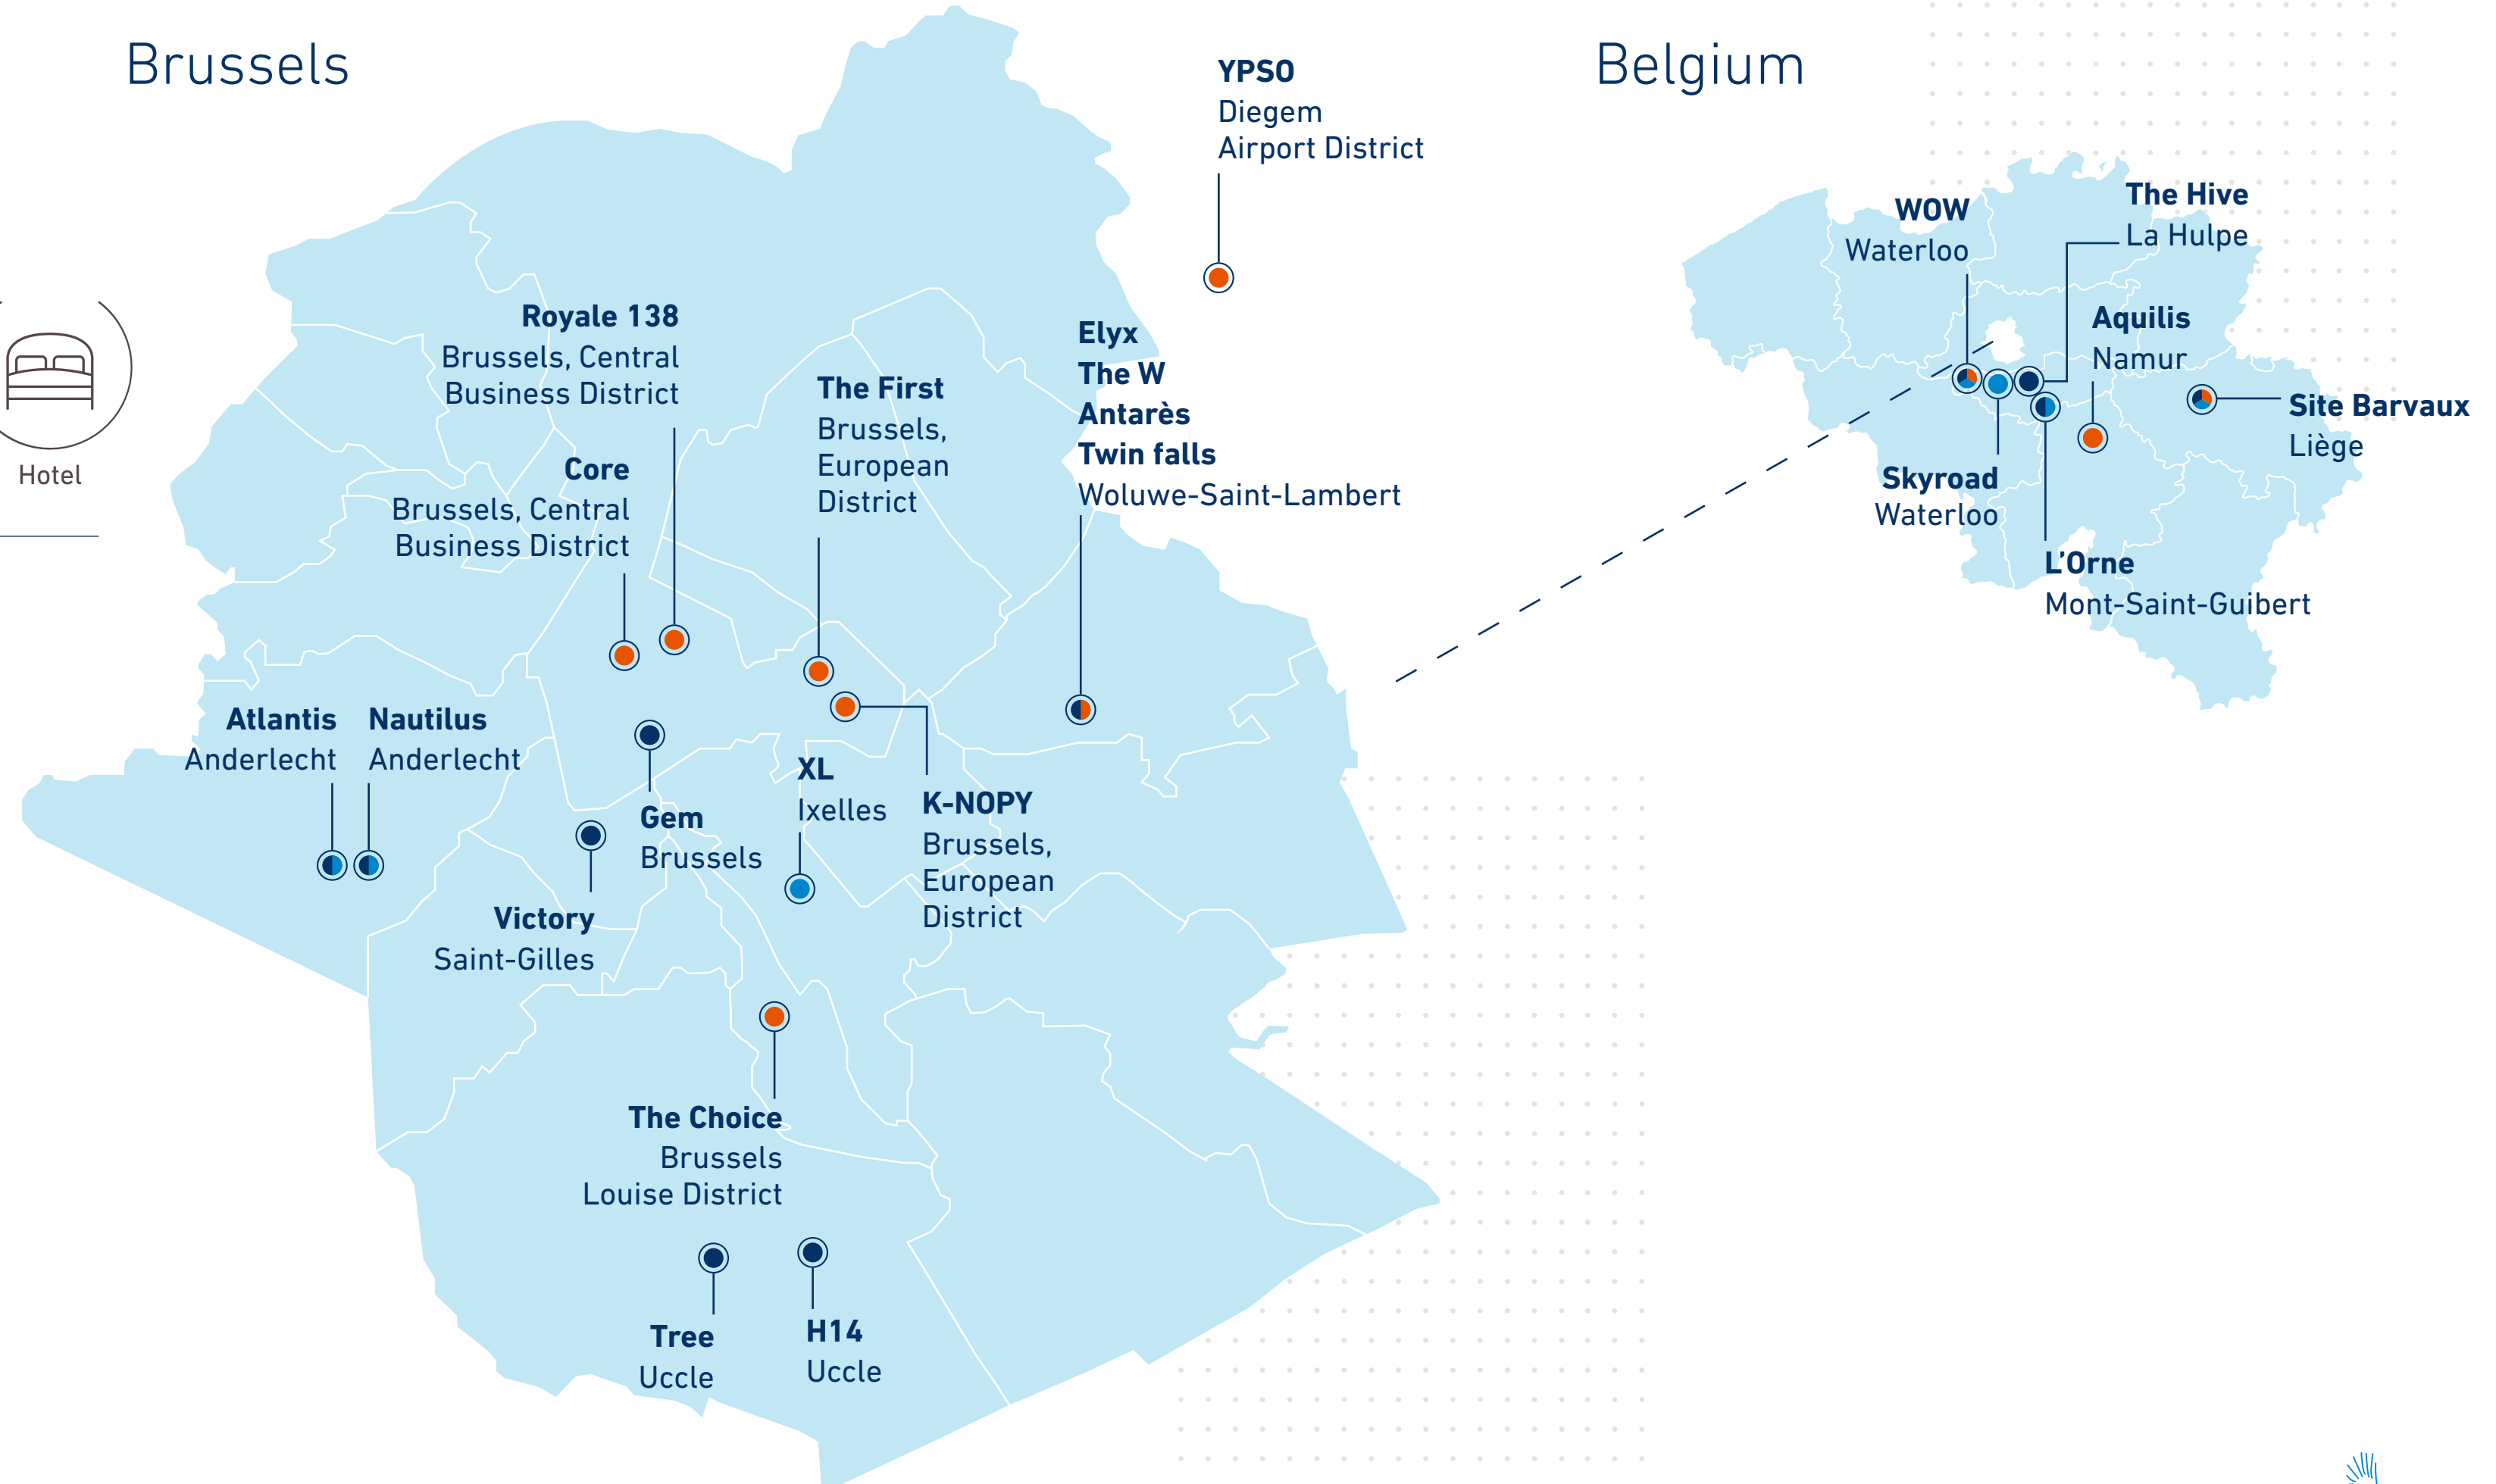 Brussels
Belgium
YPSO
Diegem
Airport District
WOW
Waterloo
The Hive
La Hulpe
Royale 138
Brussels, Central
Business District
Elyx
The W
Antarès
Twin falls
Woluwe-Saint-Lambert
Aquilis
Namur
The First
Brussels,
European
District
Site Barvaux
Liège
Hotel
Core
Brussels, Central
Business District
Skyroad
Waterloo
L'Orne
Mont-Saint-Guibert
Atlantis
Anderlecht
Nautilus
Anderlecht
XL
Ixelles
K-NOPY
Brussels,
European
District
Gem
Brussels
Victory
Saint-Gilles
The Choice
Brussels
Louise District
Tree
Uccle
H14
Uccle